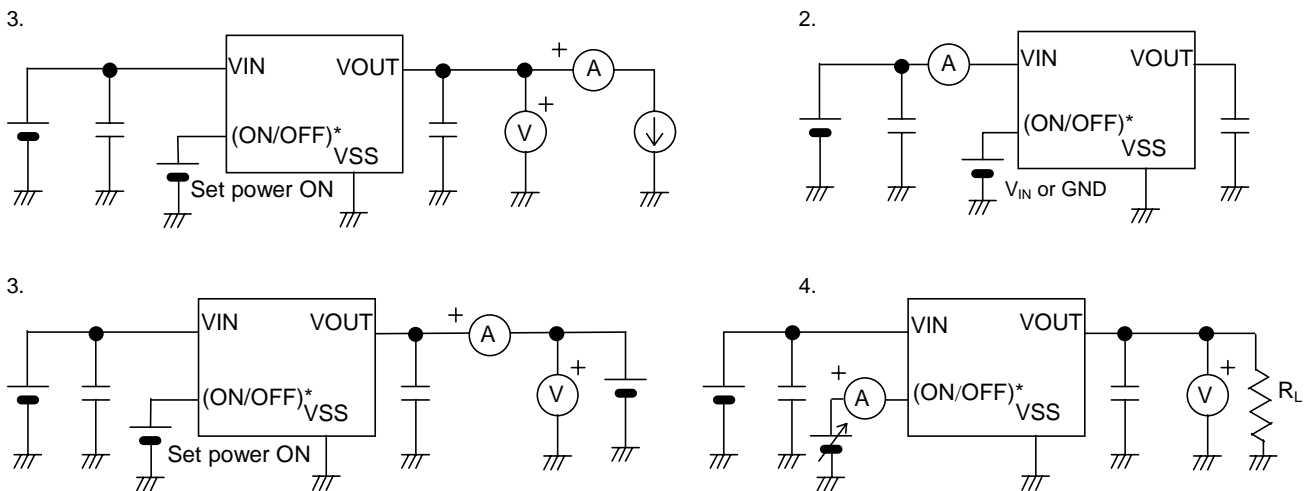 3.
VIN VOUT
+
A
+
V
(ON/OFF)*
VSS
Set power ON
2.
A
VIN VOUT
(ON/OFF)*
VSS
VIN or GND
3.
VIN VOUT
+
A
+
V
(ON/OFF)*
VSS
Set power ON
4.
VIN VOUT
+
A
(ON/OFF)*
VSS
+
V
RL